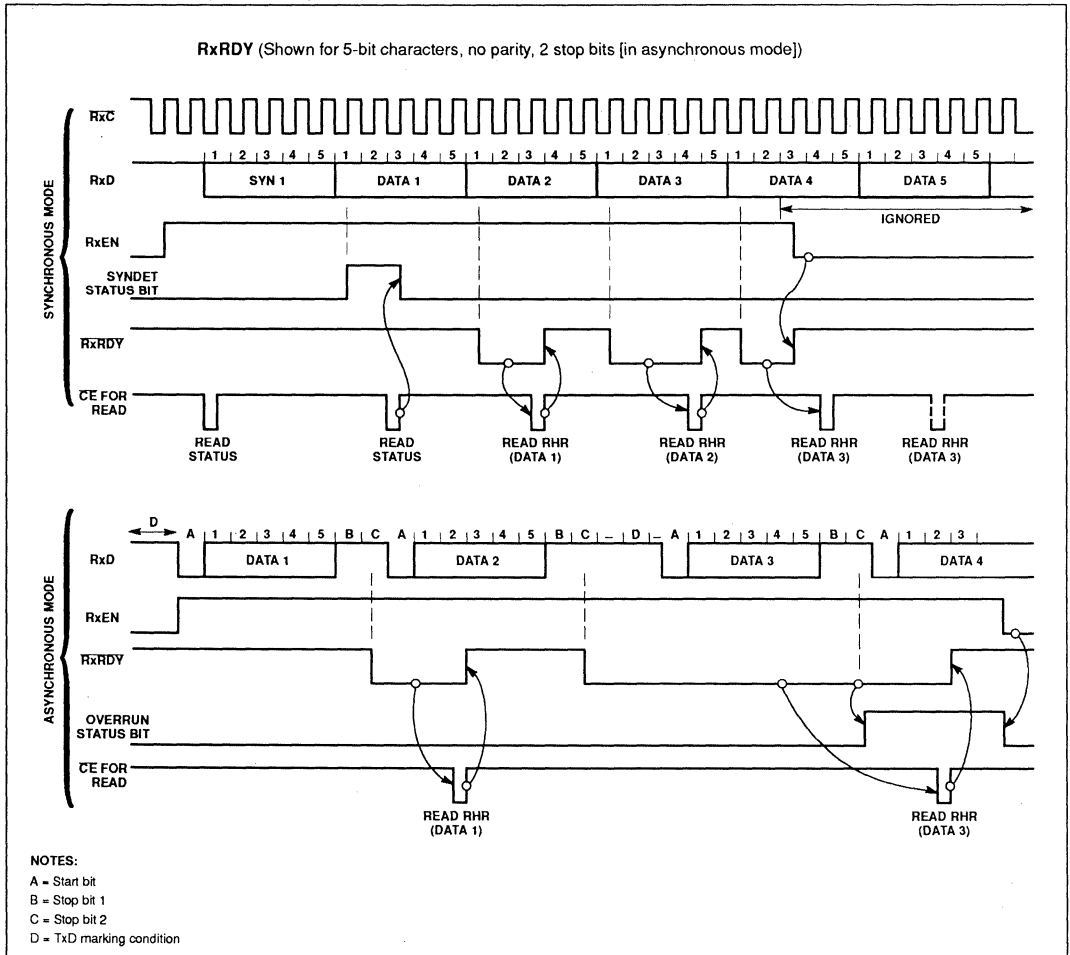 RxRDY (Shown for 5-bit characters, no parity, 2 stop bits [in asynchronous mode])
SYNCHRONOUS MODE
RxC
1 2 3 4 5 1 2 3 4 5 1 2 3 4 5 1 2 3 4 5 1 2 3 4 5 1 2 3 4 5
RxD
SYN 1 DATA 1 DATA 2 DATA 3 DATA 4 DATA 5
IGNORED
RxEN
SYNDET
STATUS BIT
RxRDY
CE FOR
READ
READ
STATUS
READ
STATUS
READ RHR
(DATA 1)
READ RHR
(DATA 2)
READ RHR
(DATA 3)
READ RHR
(DATA 3)
ASYNCHRONOUS MODE
D
A 1 2 3 4 5 B C A 1 2 3 4 5 B C D A 1 2 3 4 5 B C A 1 2 3
RxD
DATA 1 DATA 2 DATA 3 DATA 4
RxEN
RxRDY
OVERRUN
STATUS BIT
CE FOR
READ
READ RHR
(DATA 1)
READ RHR
(DATA 3)
NOTES:
A = Start bit
B = Stop bit 1
C = Stop bit 2
D = TxD marking condition